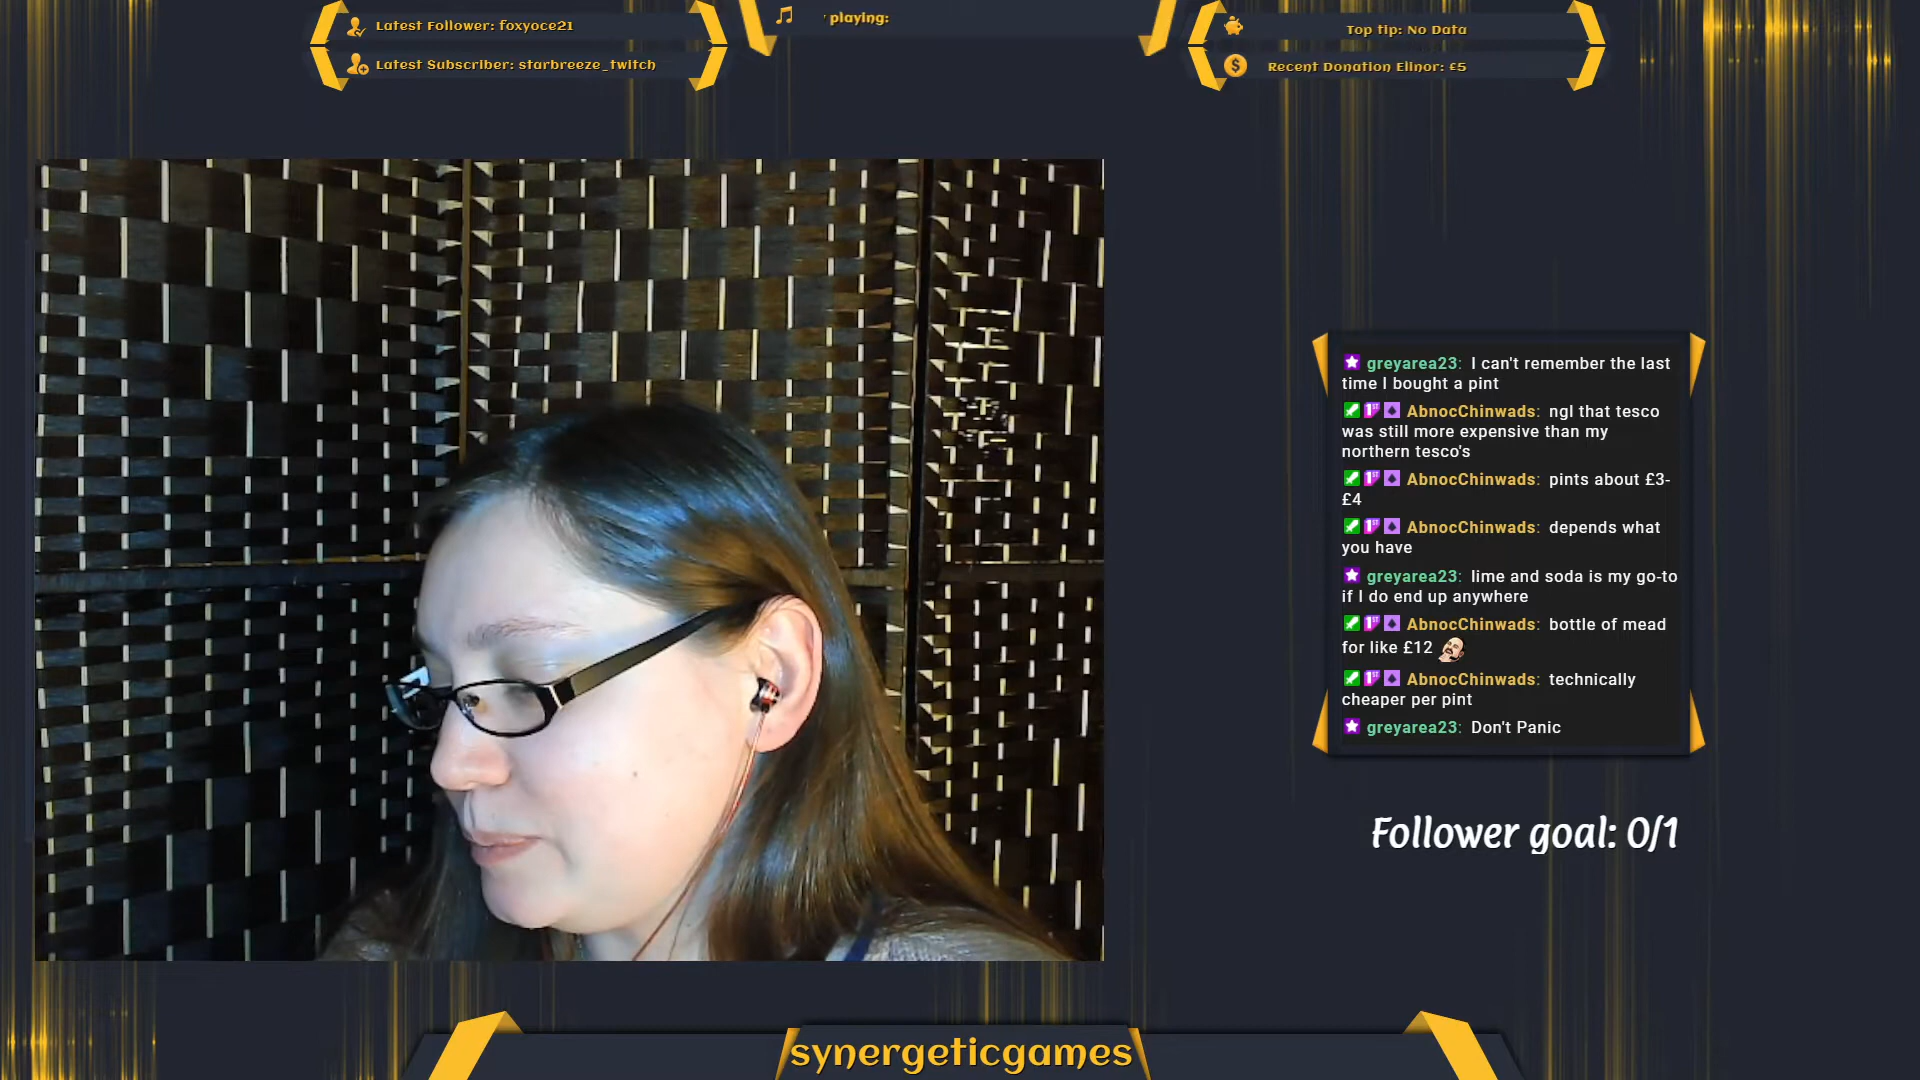 Latest Follower: foxyoce21
Latest Subscriber: starbreeze_twitch
playing:
Top tip: No Data
Recent Donation Elinor: £5
greyarea23: I can't remember the last
time I bought a pint
AbnocChinwads: ngl that tesco
was still more expensive than my
northern tesco's
AbnocChinwads: pints about £3-
£4
AbnocChinwads: depends what
you have
greyarea23: lime and soda is my go-to
if I do end up anywhere
AbnocChinwads: bottle of mead
for like £12
AbnocChinwads: technically
cheaper per pint
greyarea23: Don't Panic
Follower goal: 0/1
synergeticgames